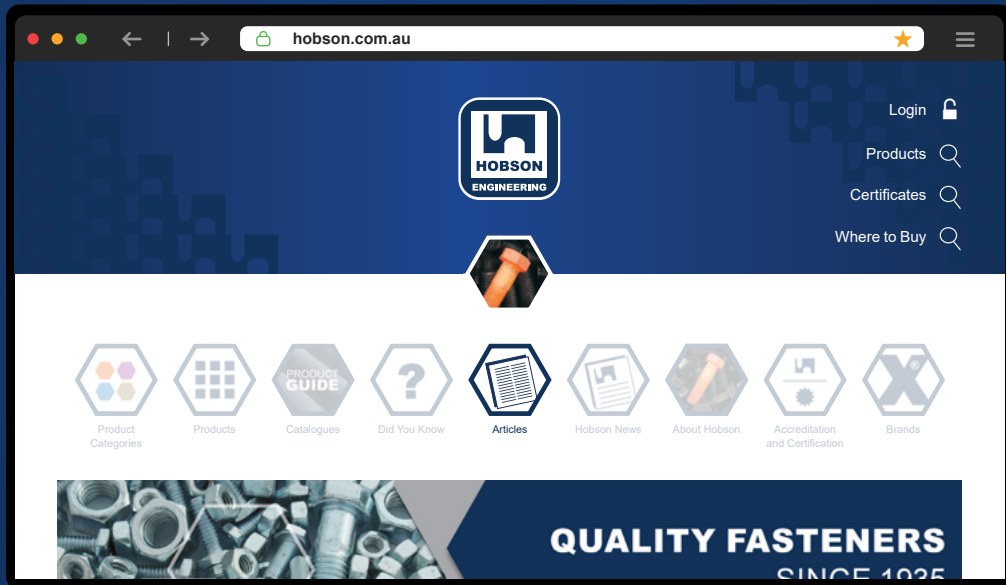 hobson.com.au
Login
Products
Certificates
Where to Buy
HOBSON
ENGINEERING
PRODUCT
GUIDE
?
X®
Product
Categories
Products
Catalogues
Did You Know
Articles
Hobson News
About Hobson
Accreditation
and Certification
Brands
QUALITY FASTENERS
SINCE 1935